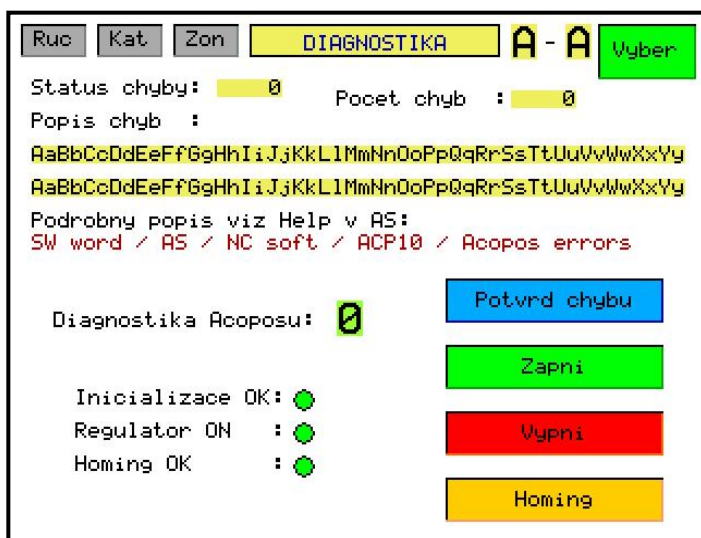 Ruc Kat Zon DIAGNOSTIKA A - A Vyber
Status chyby: 0 Pocet chyb : 0
Popis chyb :
AaBbCcDdEeFfGgHhIiJjKkLlMmNnOoPpQqRrSsTtUuVvWwXxYy
AaBbCcDdEeFfGgHhIiJjKkLlMmNnOoPpQqRrSsTtUuVvWwXxYy
Podrobny popis viz Help v AS:
SW word / AS / NC soft / ACP10 / Acopos errors
Potvrd chybu
Diagnostika Acoposu: 0
Zapni
Inicializace OK:
Regulator ON :
Vypni
Homing OK :
Homing